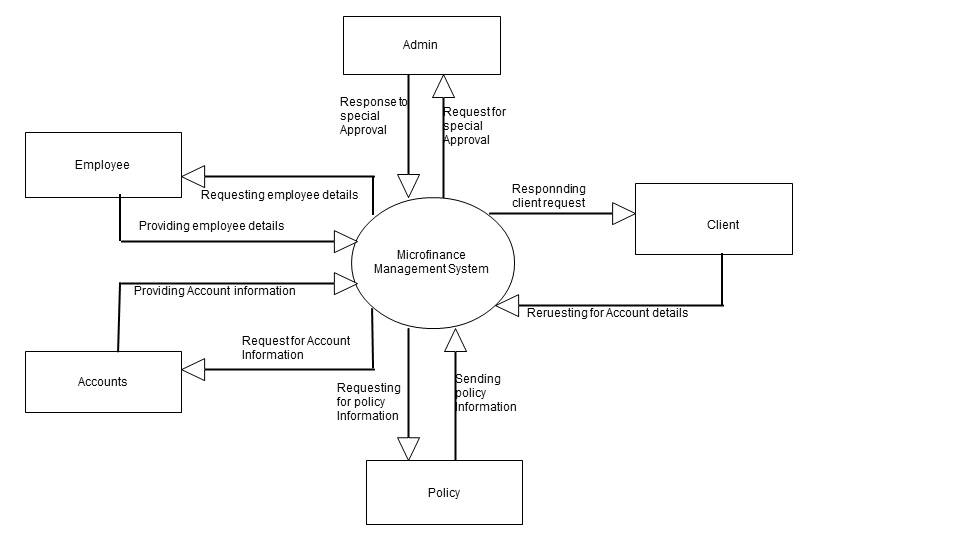 Admin
Response to
special
Approval
Request for
special
Approval
Employee
Requesting employee details
Responnding
client request
Providing employee details
Client
Microfinance
Management System
Providing Account information
Reruesting for Account details
Request for Account
Information
Accounts
Requesting
for policy
Information
Sending
policy
Information
Policy